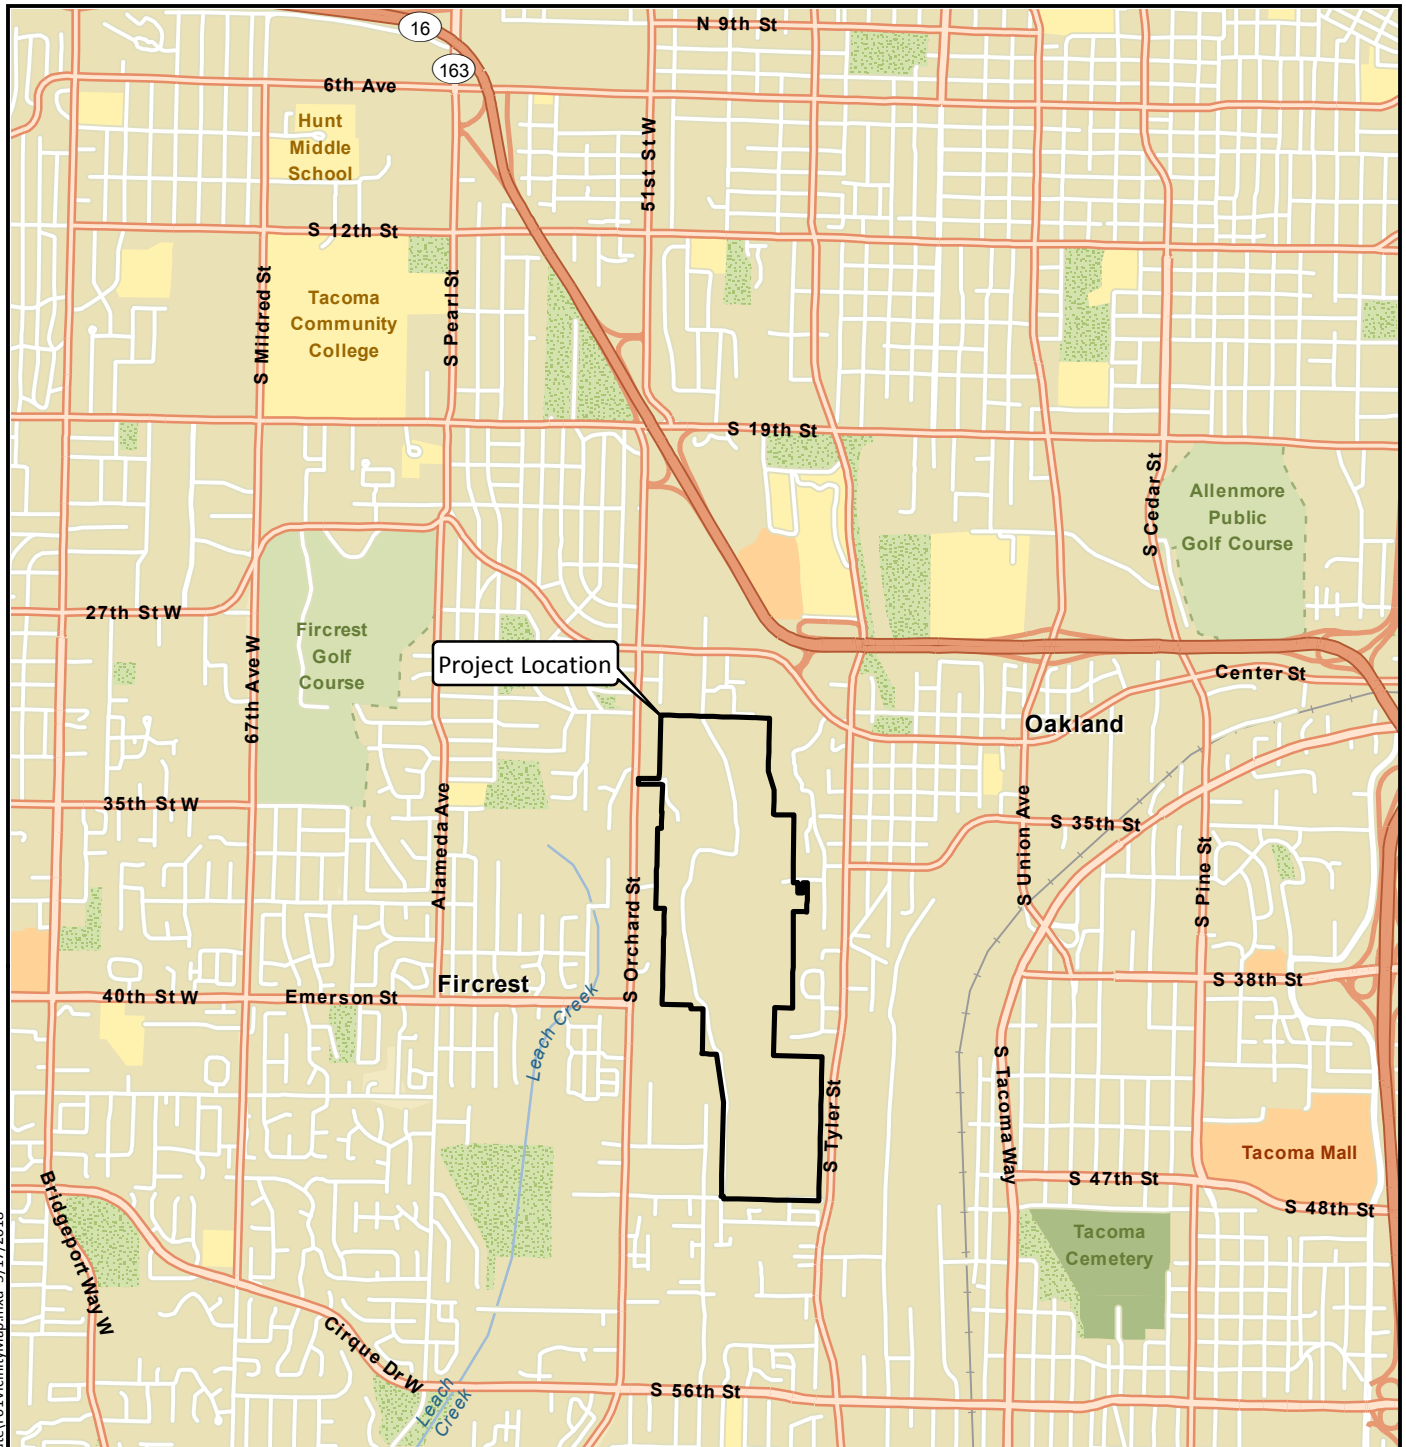 16
N 9th St
163
6th Ave
Hunt
Middle
School
51st St W
S 12th St
S Mildred St
S Pearl St
Tacoma
Community
College
S 19th St
S Cedar St
Allenmore
Public
Golf Course
27th St W
Fircrest
Golf
Course
67th Ave W
Project Location
Center St
Oakland
35th St W
Alameda Ave
S Union Ave
S 35th St
S Pine St
S Orchard St
Fircrest
S 38th St
40th St W
Emerson St
Leach Creek
S Tacoma Way
S Tyler St
Tacoma Mall
S 47th St
S 48th St
Bridgeport Way W
Tacoma
Cemetery
Cirque Dr W
S 56th St
Leach
Creek